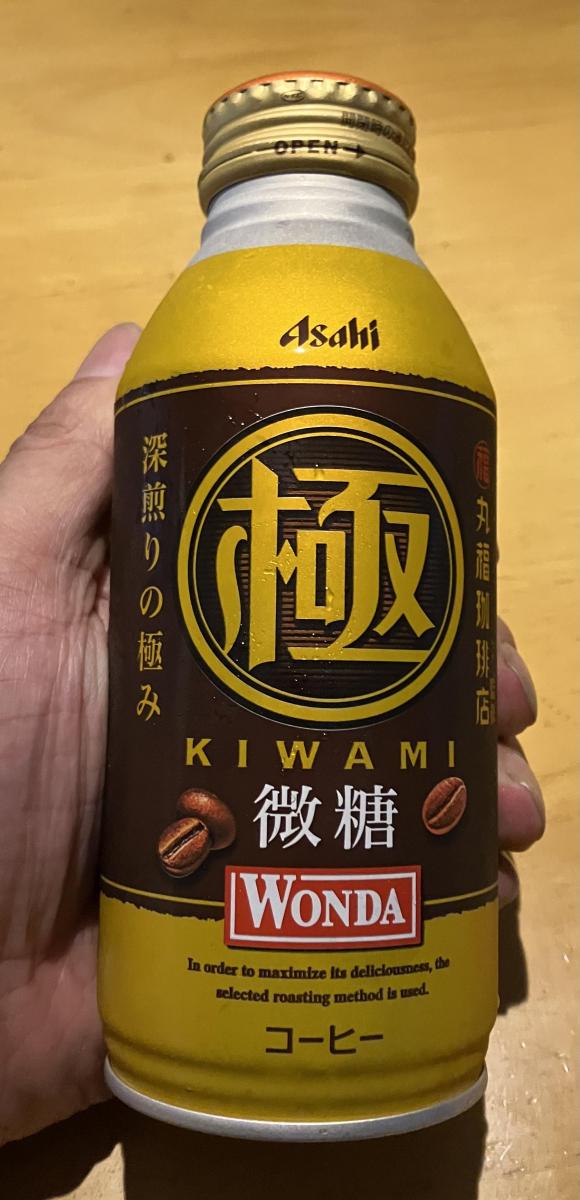 OPEN→
Asahi
深煎りの極み
極
福
丸福珈琲店
KIWAMI
微糖
WONDA
In order to maximize its deliciousness, the
selected roasting method is used.
コーヒー